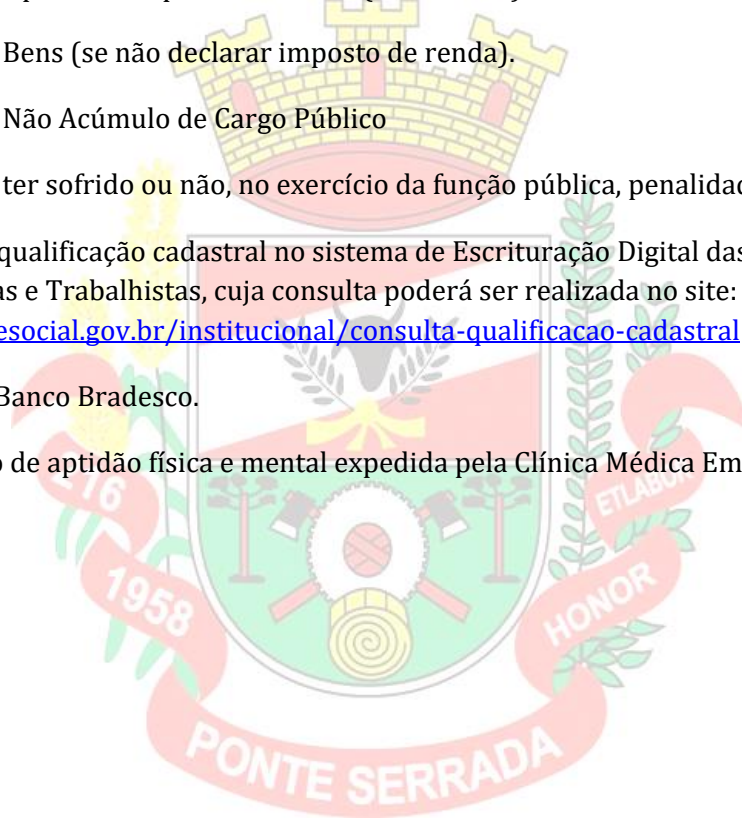 Bens (se não declarar imposto de renda).
Não Acúmulo de Cargo Público
ter sofrido ou não, no exercício da função pública,
qualificação cadastral no sistema de Escrituração Digital das
e Trabalhistas, cuja consulta poderá ser realizada no site:
esocial.gov.br/institucional/consulta-qualificacao-cadastral
Banco Bradesco.
de aptidão física e mental expedida pela Clínica Médica
216
ET LABOR
1958
HONOR
PONTE SERRADA